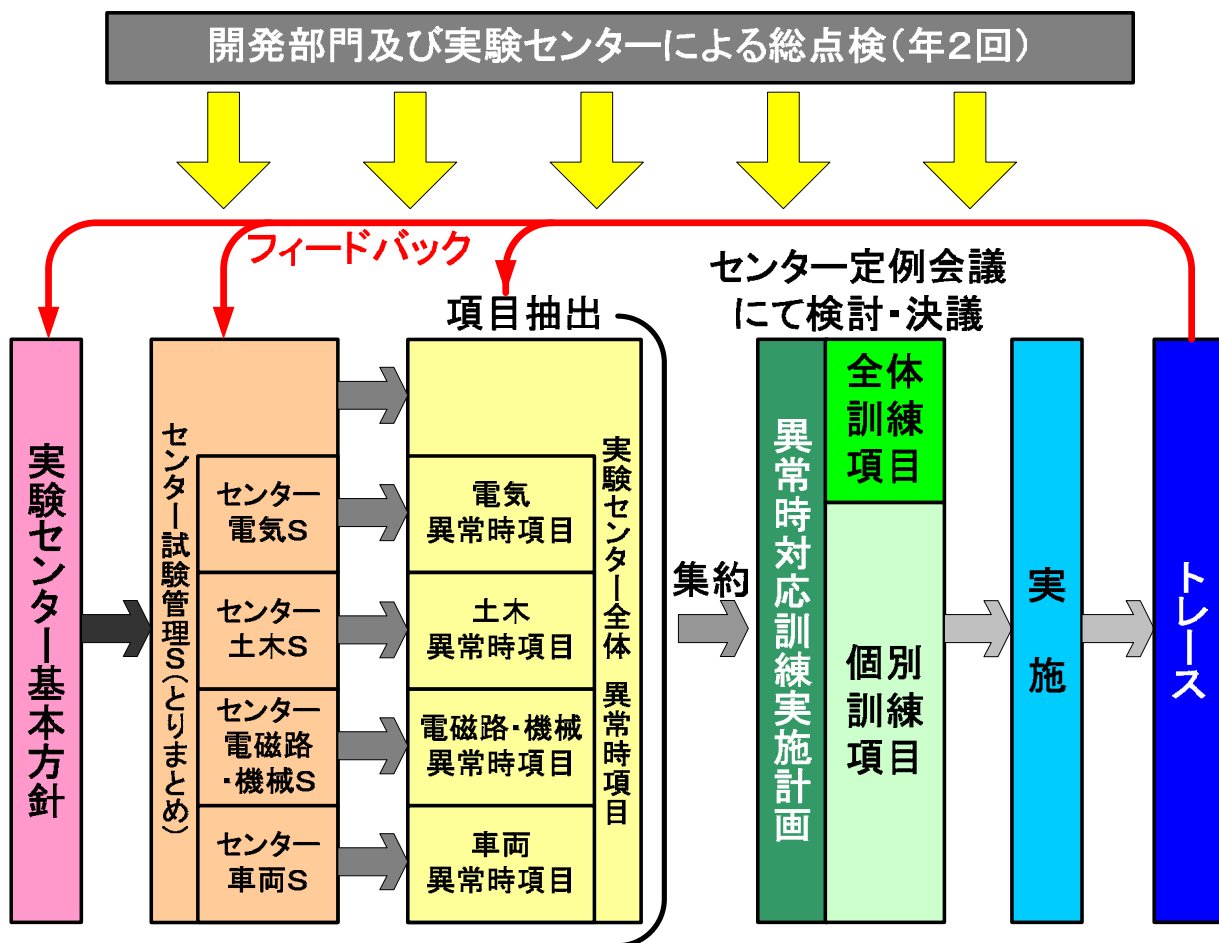 開発部門及び実験センターによる総点検(年2回)
フィードバック
センター定例会議
にて検討・決議
項目抽出
実験センター基本方針
センター試験管理S(とりまとめ)
センター
電気S
センター
土木S
センター
電磁路
・機械S
センター
車両S
電気
異常時項目
土木
異常時項目
電磁路・機械
異常時項目
車両
異常時項目
実験センター全体 異常時項目
集約
異常時対応訓練実施計画
全体
訓練
項目
個別
訓練
項目
実施
トレース